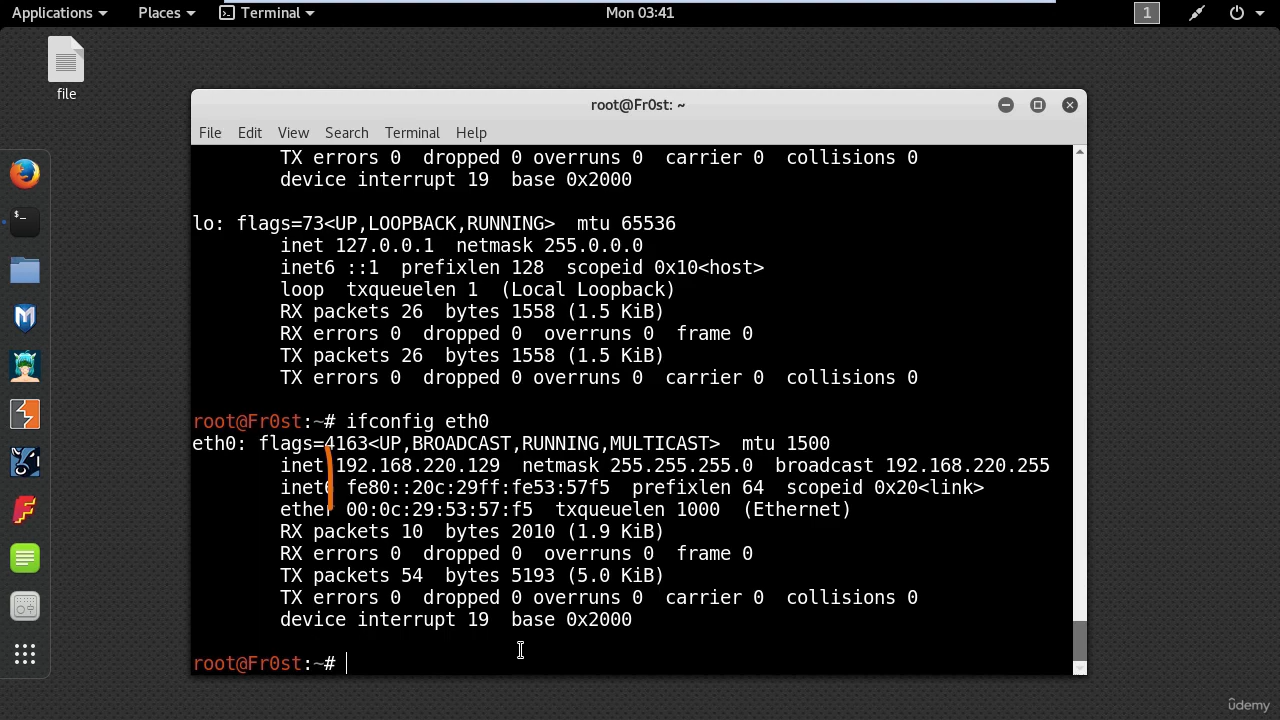 Applications Places Terminal Mon 03:41 1
file
root@Fr0st: ~
File Edit View Search Terminal Help
TX errors 0 dropped 0 overruns 0 carrier 0 collisions 0
device interrupt 19 base 0x2000
lo: flags=73<UP,LOOPBACK,RUNNING> mtu 65536
inet 127.0.0.1 netmask 255.0.0.0
inet6 ::1 prefixlen 128 scopeid 0x10<host>
loop txqueuelen 1 (Local Loopback)
RX packets 26 bytes 1558 (1.5 KiB)
RX errors 0 dropped 0 overruns 0 frame 0
TX packets 26 bytes 1558 (1.5 KiB)
TX errors 0 dropped 0 overruns 0 carrier 0 collisions 0
root@Fr0st:~# ifconfig eth0
eth0: flags=4163<UP,BROADCAST,RUNNING,MULTICAST> mtu 1500
inet 192.168.220.129 netmask 255.255.255.0 broadcast 192.168.220.255
inet6 fe80::20c:29ff:fe53:57f5 prefixlen 64 scopeid 0x20<link>
ether 00:0c:29:53:57:f5 txqueuelen 1000 (Ethernet)
RX packets 10 bytes 2010 (1.9 KiB)
RX errors 0 dropped 0 overruns 0 frame 0
TX packets 54 bytes 5193 (5.0 KiB)
TX errors 0 dropped 0 overruns 0 carrier 0 collisions 0
device interrupt 19 base 0x2000
root@Fr0st:~#
ûdemy